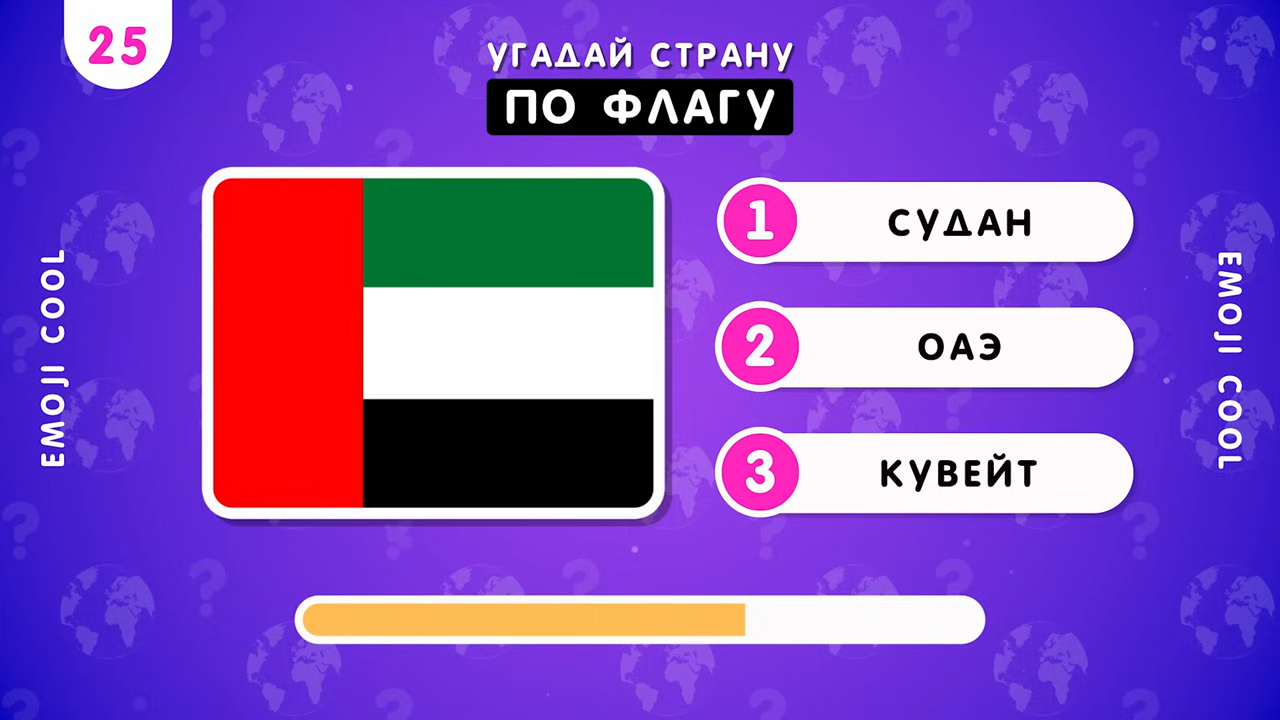 25
УГАДАЙ СТРАНУ
ПО ФЛАГУ
EMOJI COOL
1 СУДАН
2 ОАЭ
3 КУВЕЙТ
EMOJI COOL